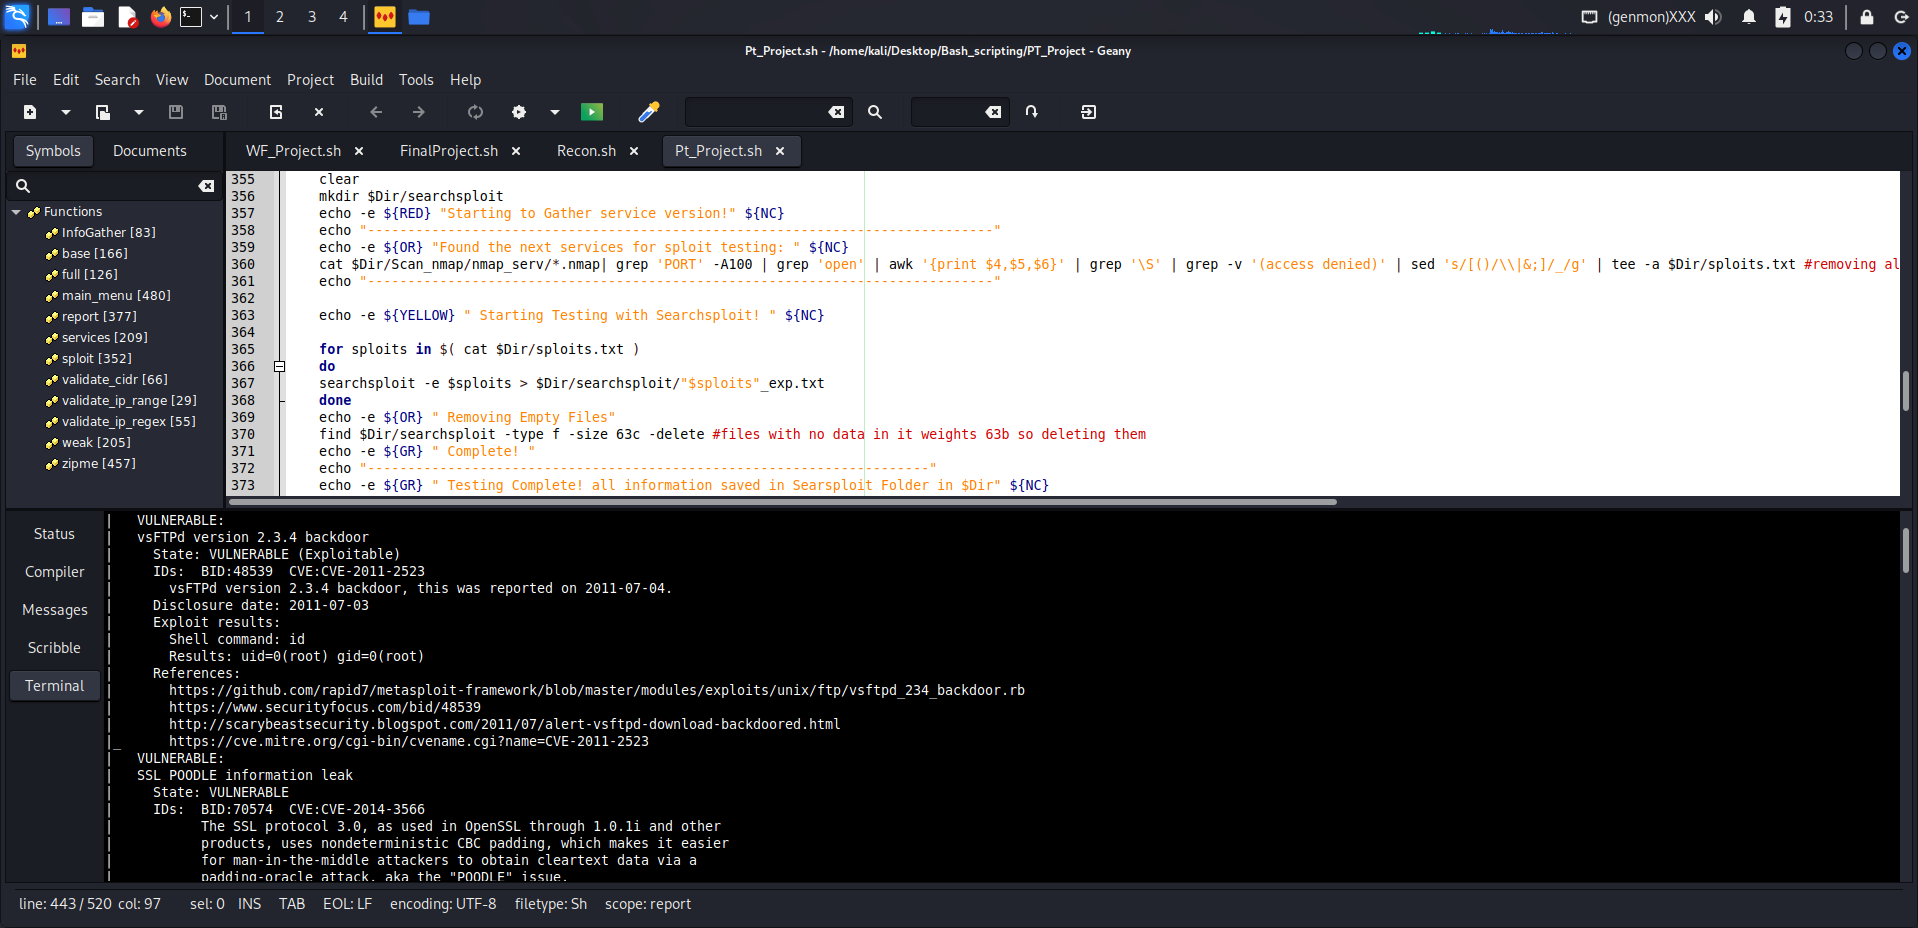 1 2 3 4 (genmon)XXX 0:33
Pt_Project.sh - /home/kali/Desktop/Bash_scripting/PT_Project - Geany
File Edit Search View Document Project Build Tools Help
Symbols Documents
WF_Project.sh FinalProject.sh Recon.sh Pt_Project.sh
Functions
InfoGather [83]
base [166]
full [126]
main_menu [480]
report [377]
services [209]
sploit [352]
validate_cidr [66]
validate_ip_range [29]
validate_ip_regex [55]
weak [205]
zipme [457]
355 clear
356 mkdir $Dir/searchsploit
357 echo -e ${RED} "Starting to Gather service version!" ${NC}
358 echo "------------------------------------------------------------------------------"
359 echo -e ${OR} "Found the next services for sploit testing: " ${NC}
360 cat $Dir/Scan_nmap/nmap_serv/*.nmap| grep 'PORT' -A100 | grep 'open' | awk '{print $4,$5,$6}' | grep '\S' | grep -v '(access denied)' | sed 's/[()/\\|&;]/_/g' | tee -a $Dir/sploits.txt #removing al
361 echo "------------------------------------------------------------------------------"
362
363 echo -e ${YELLOW} " Starting Testing with Searchsploit! " ${NC}
364
365 for sploits in $( cat $Dir/sploits.txt )
366 do
367 searchsploit -e $sploits > $Dir/searchsploit/"$sploits"_exp.txt
368 done
369 echo -e ${OR} " Removing Empty Files"
370 find $Dir/searchsploit -type f -size 63c -delete #files with no data in it weights 63b so deleting them
371 echo -e ${GR} " Complete! "
372 echo "----------------------------------------------------------------------"
373 echo -e ${GR} " Testing Complete! all information saved in Searsploit Folder in $Dir" ${NC}
Status
Compiler
Messages
Scribble
Terminal
| VULNERABLE:
| vsFTPd version 2.3.4 backdoor
| State: VULNERABLE (Exploitable)
| IDs: BID:48539 CVE:CVE-2011-2523
| vsFTPd version 2.3.4 backdoor, this was reported on 2011-07-04.
| Disclosure date: 2011-07-03
| Exploit results:
| Shell command: id
| Results: uid=0(root) gid=0(root)
| References:
| https://github.com/rapid7/metasploit-framework/blob/master/modules/exploits/unix/ftp/vsftpd_234_backdoor.rb
| https://www.securityfocus.com/bid/48539
| http://scarybeastsecurity.blogspot.com/2011/07/alert-vsftpd-download-backdoored.html
|_ https://cve.mitre.org/cgi-bin/cvename.cgi?name=CVE-2011-2523
| VULNERABLE:
| SSL POODLE information leak
| State: VULNERABLE
| IDs: BID:70574 CVE:CVE-2014-3566
| The SSL protocol 3.0, as used in OpenSSL through 1.0.1i and other
| products, uses nondeterministic CBC padding, which makes it easier
| for man-in-the-middle attackers to obtain cleartext data via a
| padding-oracle attack, aka the "POODLE" issue.
line: 443 / 520 col: 97 sel: 0 INS TAB EOL: LF encoding: UTF-8 filetype: Sh scope: report